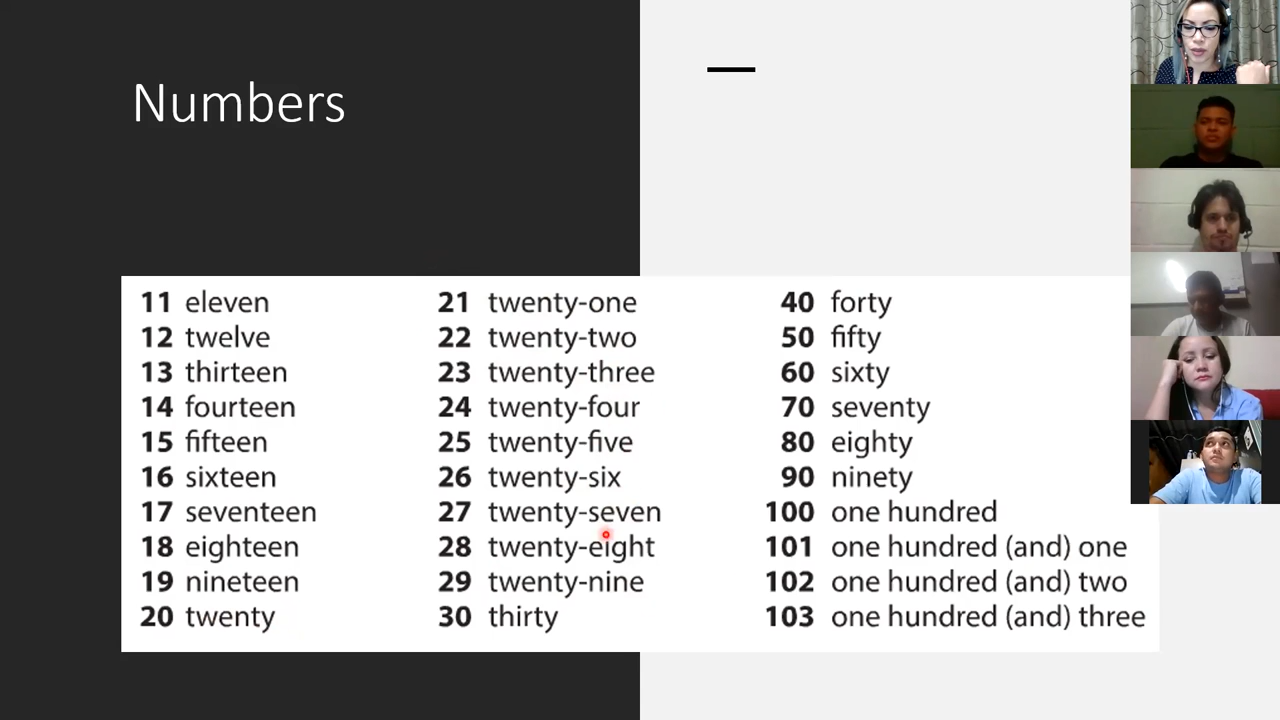 Numbers
11 eleven
12 twelve
13 thirteen
14 fourteen
15 fifteen
16 sixteen
17 seventeen
18 eighteen
19 nineteen
20 twenty
21 twenty-one
22 twenty-two
23 twenty-three
24 twenty-four
25 twenty-five
26 twenty-six
27 twenty-seven
28 twenty-eight
29 twenty-nine
30 thirty
40 forty
50 fifty
60 sixty
70 seventy
80 eighty
90 ninety
100 one hundred
101 one hundred (and) one
102 one hundred (and) two
103 one hundred (and) three